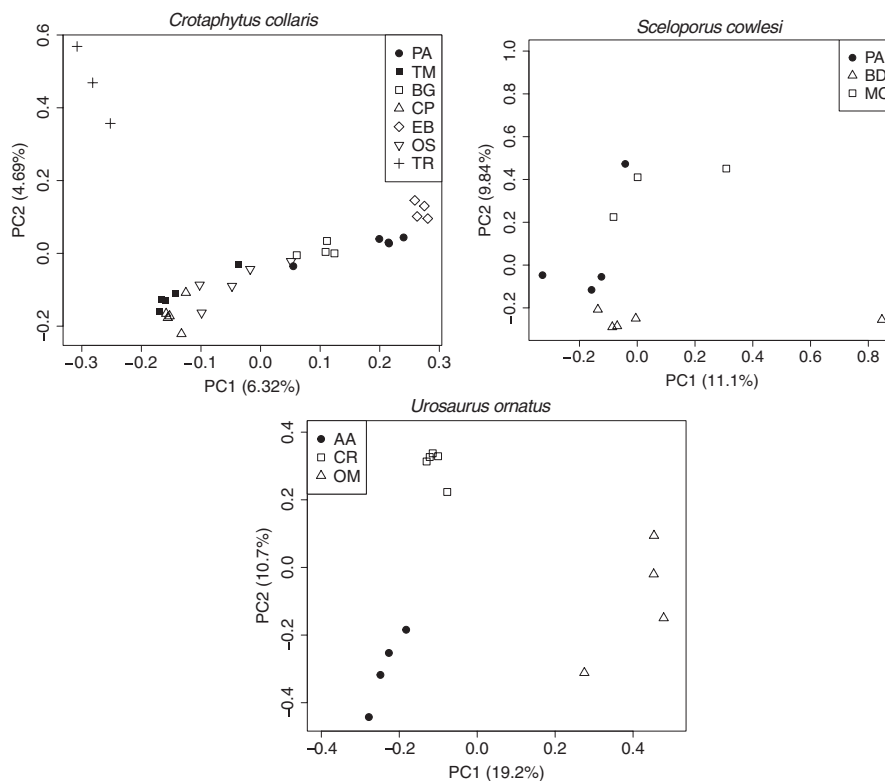 Crotaphytus collaris
0.6
0.4
0.2
0.0
−0.2
PC2 (4.69%)
PA
TM
BG
CP
EB
OS
TR
−0.3 −0.2 −0.1 0.0 0.1 0.2 0.3
PC1 (6.32%)
Sceloporus cowlesi
1.0
0.8
0.6
0.4
0.2
0.0
−0.2
PC2 (9.84%)
PA
BD
−0.2 0.0 0.2 0.4 0.6 0.8
PC1 (11.1%)
Urosaurus ornatus
0.4
0.2
0.0
−0.2
−0.4
PC2 (10.7%)
AA
CR
OM
−0.4 −0.2 0.0 0.2 0.4
PC1 (19.2%)